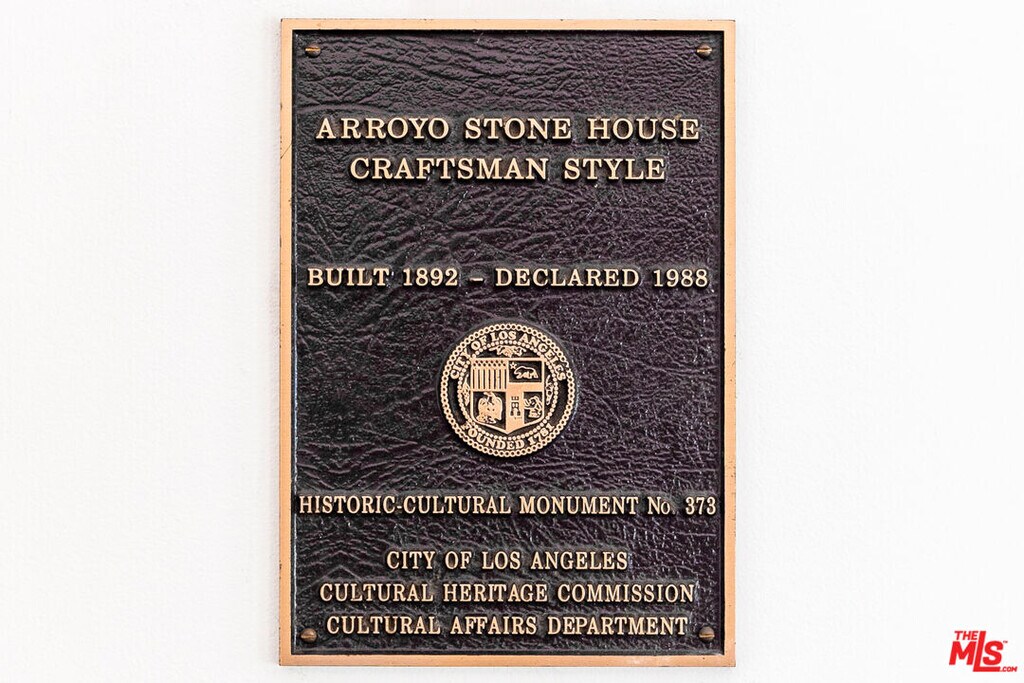 ARROYO STONE HOUSE
CRAFTSMAN STYLE
BUILT 1892 – DECLARED 1988
CITY OF LOS ANGELES
FOUNDED 1781
HISTORIC-CULTURAL MONUMENT No. 373
CITY OF LOS ANGELES
CULTURAL HERITAGE COMMISSION
CULTURAL AFFAIRS DEPARTMENT
THE
MLS™
.COM